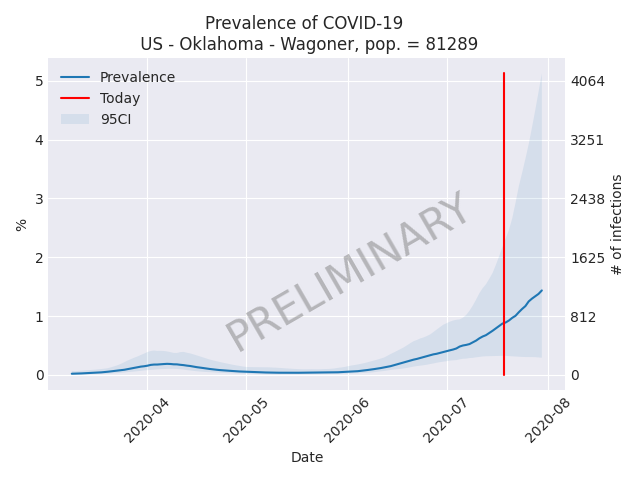 Prevalence of COVID-19
US - Oklahoma - Wagoner, pop. = 81289
Prevalence
Today
95CI
5
4
3
2
1
0
%
4064
3251
2438
1625
812
0
# of infections
PRELIMINARY
2020-04
2020-05
2020-06
2020-07
2020-08
Date